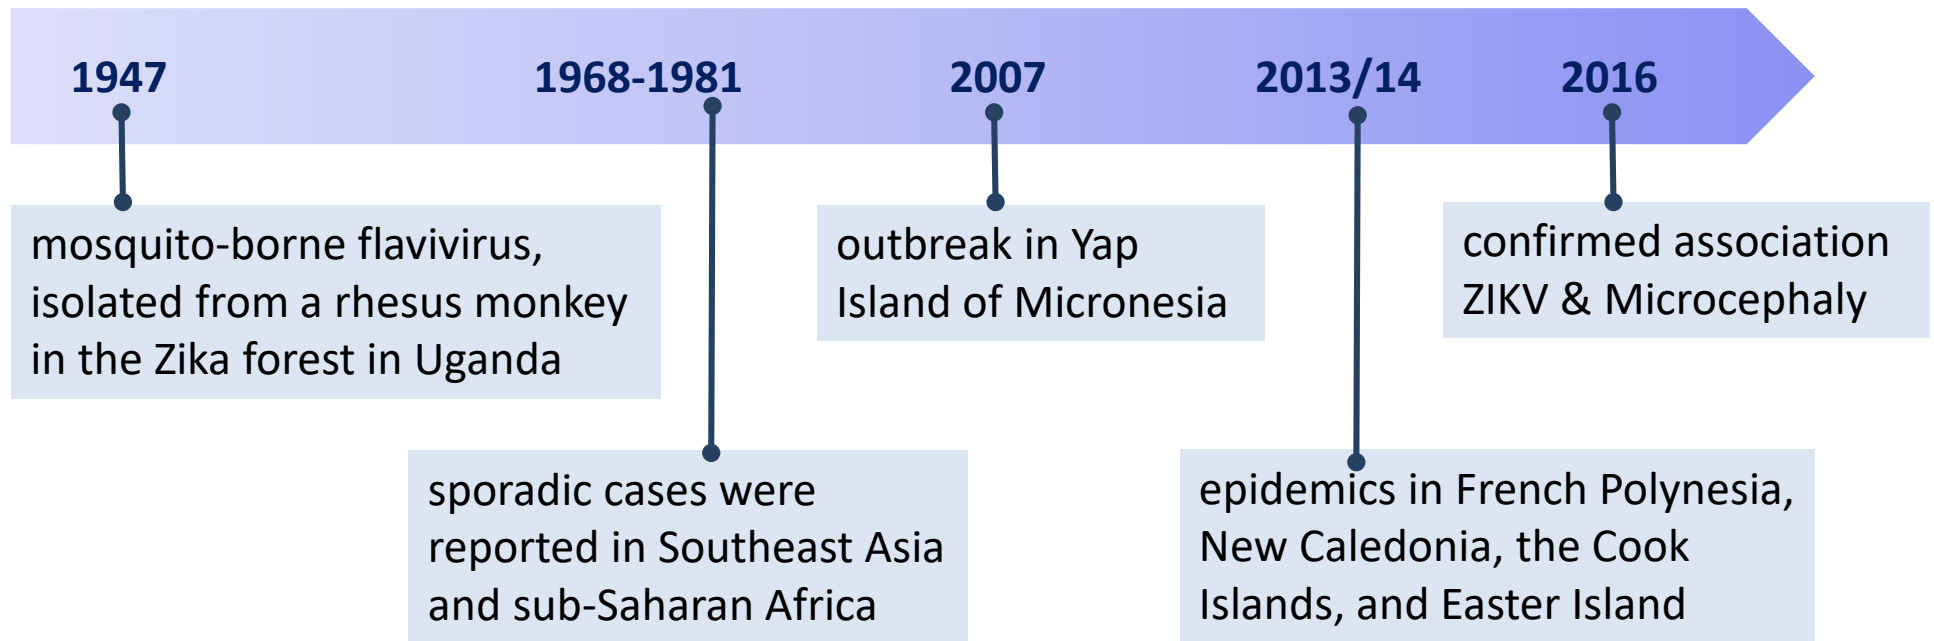 1947
1968-1981
2007
2013/14
2016
mosquito-borne flavivirus,
isolated from a rhesus monkey
in the Zika forest in Uganda
sporadic cases were
reported in Southeast Asia
and sub-Saharan Africa
outbreak in Yap
Island of Micronesia
epidemics in French Polynesia,
New Caledonia, the Cook
Islands, and Easter Island
confirmed association
ZIKV & Microcephaly